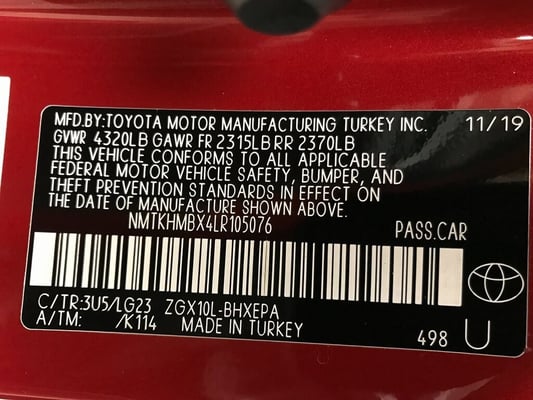 MFD.BY:TOYOTA MOTOR MANUFACTURING TURKEY INC. 11/19
GVWR 4320LB GAWR FR 2315LB RR 2370LB
THIS VEHICLE CONFORMS TO ALL APPLICABLE
FEDERAL MOTOR VEHICLE SAFETY, BUMPER, AND
THEFT PREVENTION STANDARDS IN EFFECT ON
THE DATE OF MANUFACTURE SHOWN ABOVE.
NMTKHMBX4LR105076 PASS.CAR
C/TR:3U5/LG23 ZGX10L-BHXEPA
A/TM: /K114 MADE IN TURKEY 498 U